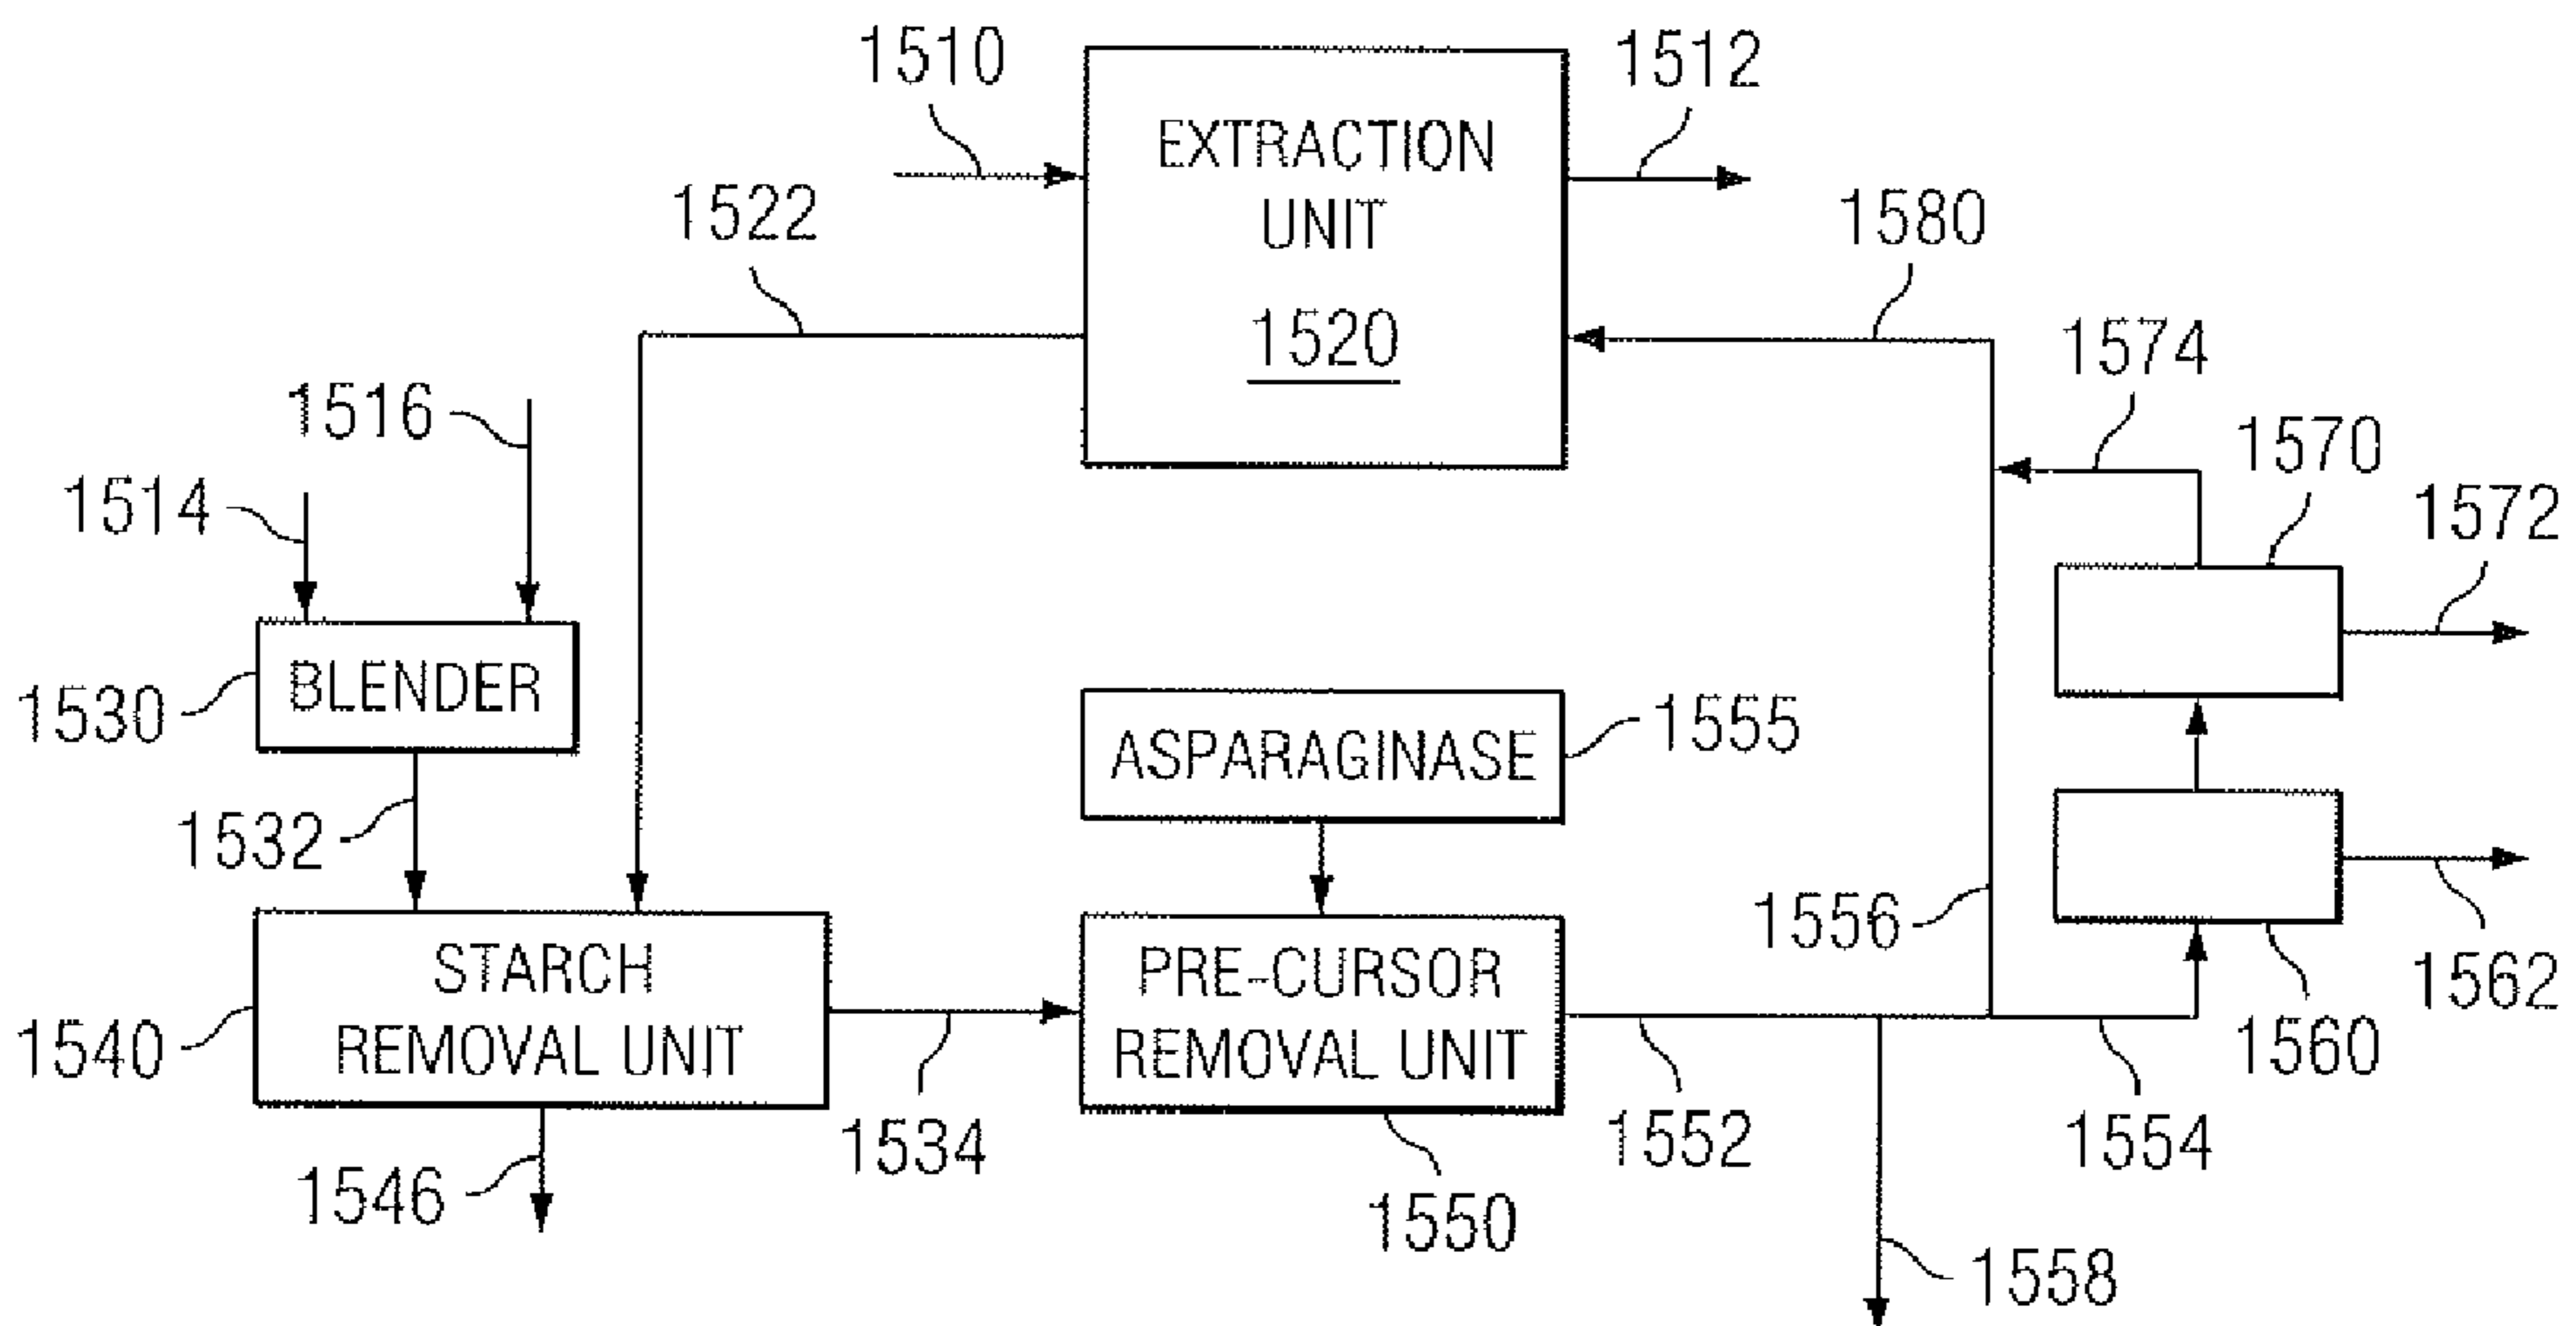 1510
1512
EXTRACTION
UNIT
1520
1522
1580
1574
1516
1570
1514
1572
BLENDER
1530
ASPARAGINASE
1555
1532
1556
1562
STARCH
REMOVAL UNIT
1540
PRE-CURSOR
REMOVAL UNIT
1560
1534
1552
1554
1546
1550
1558